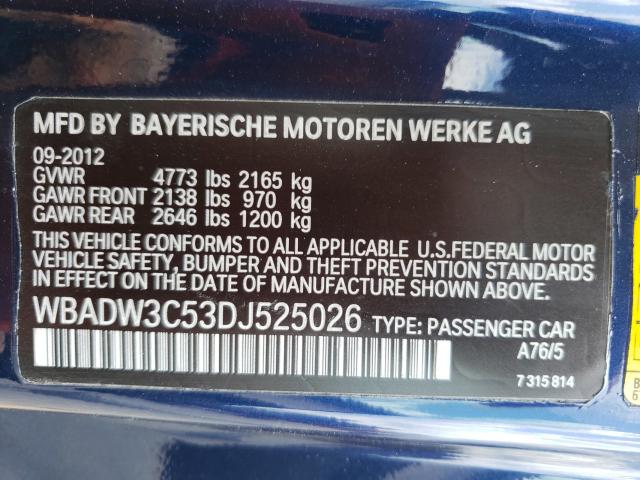 MFD BY BAYERISCHE MOTOREN WERKE AG
09-2012
GVWR 4773 lbs 2165 kg
GAWR FRONT 2138 lbs 970 kg
GAWR REAR 2646 lbs 1200 kg
THIS VEHICLE CONFORMS TO ALL APPLICABLE U.S.FEDERAL MOTOR
VEHICLE SAFETY, BUMPER AND THEFT PREVENTION STANDARDS
IN EFFECT ON THE DATE OF MANUFACTURE SHOWN ABOVE.
WBADW3C53DJ525026 TYPE: PASSENGER CAR
A76/5
7 315 814